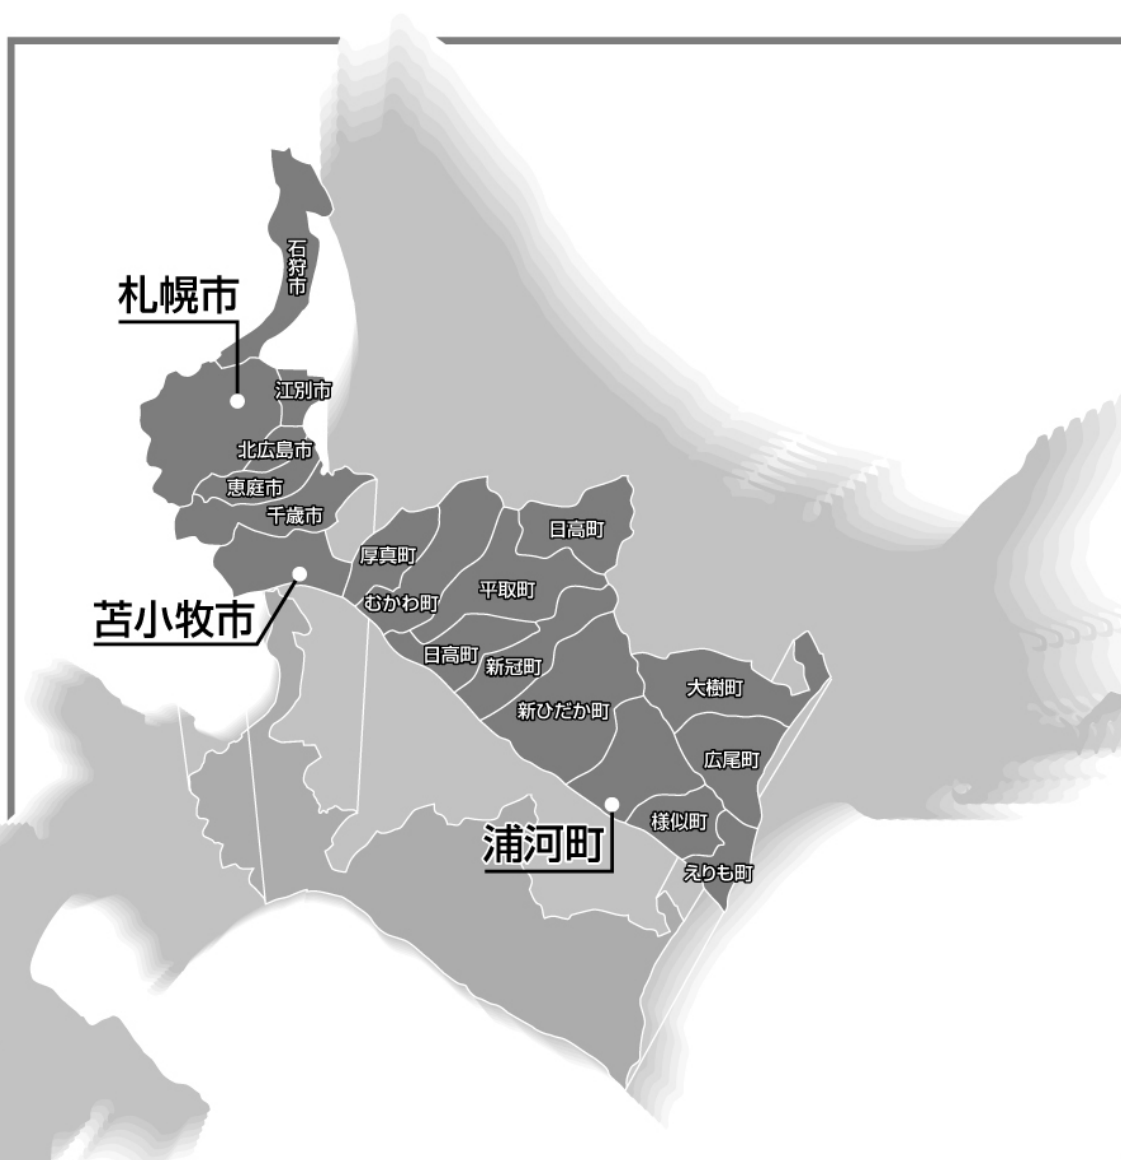 石狩市
札幌市
江別市
北広島市
恵庭市
千歳市
日高町
厚真町
平取町
むかわ町
苫小牧市
日高町
新冠町
大樹町
新ひだか町
広尾町
様似町
浦河町
えりも町